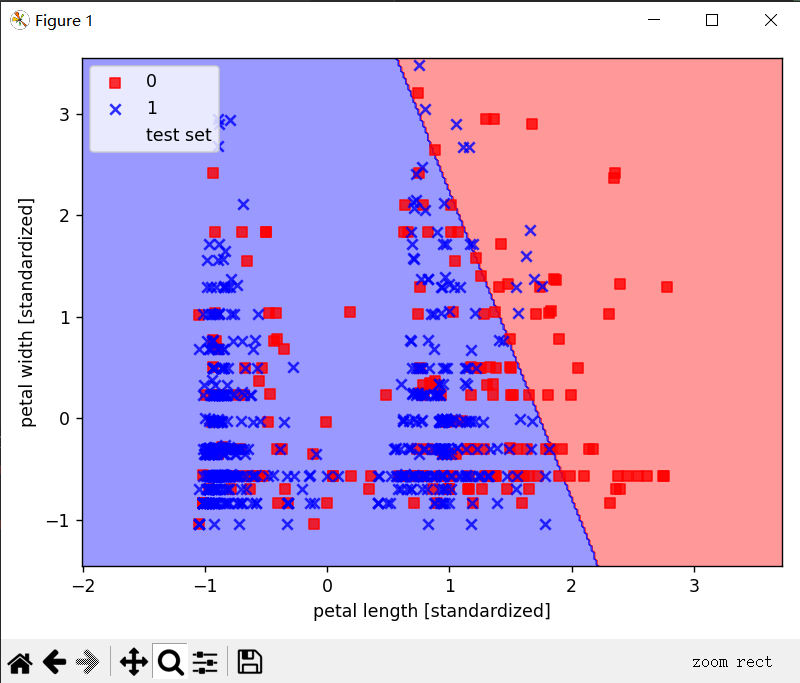 Figure 1
0
1
test set
3
2
1
0
−1
petal width [standardized]
−2
−1
0
1
2
3
petal length [standardized]
zoom rect